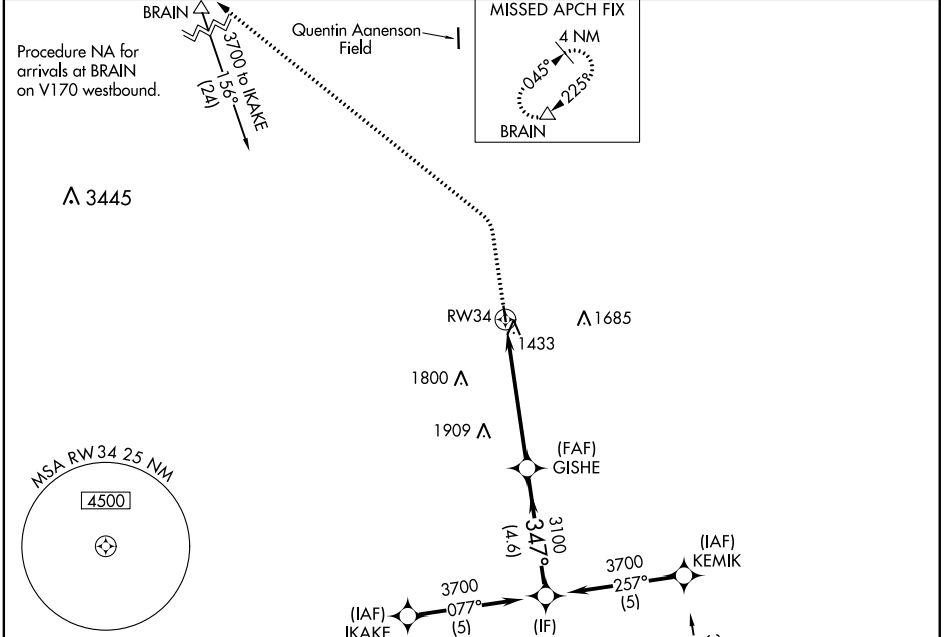 BRAIN
Procedure NA for
arrivals at BRAIN
on V170 westbound.
3700 to IKAKE
156°
(24)
Quentin Aanenson
Field
MISSED APCH FIX
4 NM
045°
225°
BRAIN
3445
RW34
1685
1433
1800
1909
(FAF)
GISHE
MSA RW34 25 NM
4500
3100
347°
(4.6)
(IAF)
KEMIK
3700
257°
(5)
3700
077°
(5)
(IAF)
IKAKE
(IF)